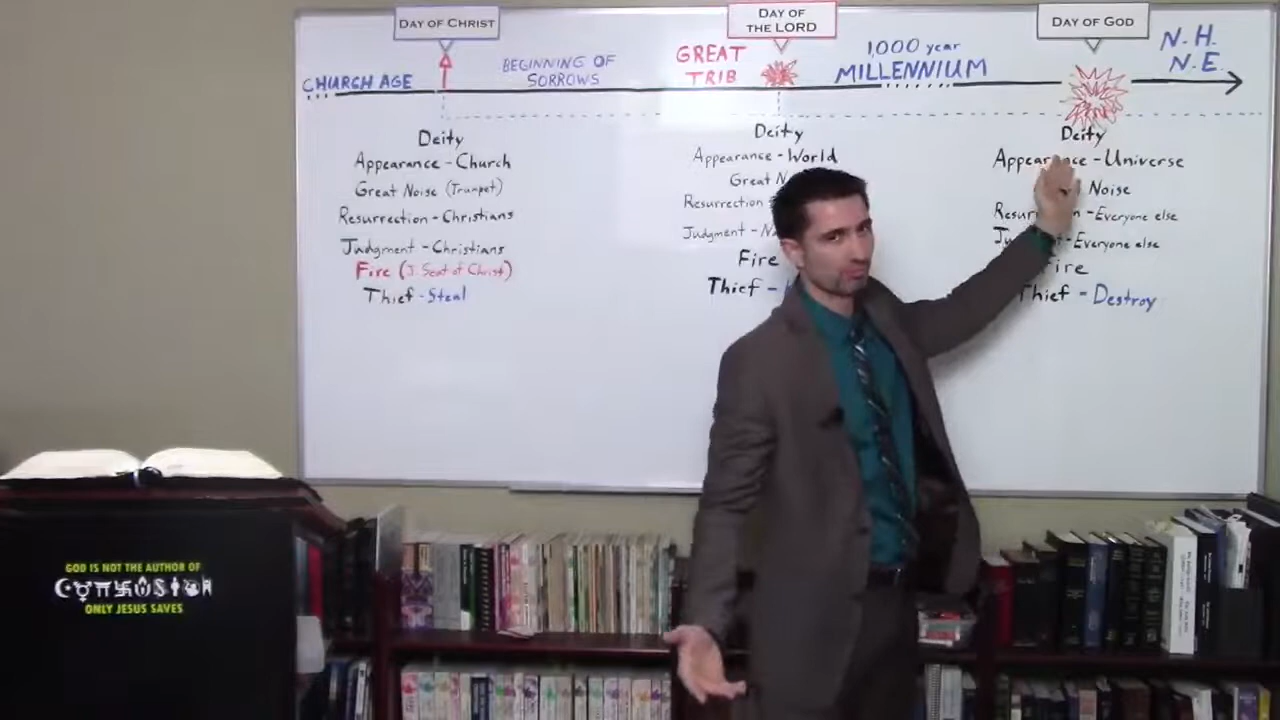 DAY OF CHRIST
DAY OF
THE LORD
DAY OF GOD
CHURCH AGE
BEGINNING OF
SORROWS
GREAT
TRIB
1,000 year
MILLENNIUM
N.H.
N.E.
Deity
Appearance - Church
Great Noise (Trumpet)
Resurrection - Christians
Judgment - Christians
Fire (J. Seat of Christ)
Thief - Steal
Deity
Appearance - World
Great N
Resurrection
Judgment - N
Fire
Thief -
Deity
Appearance - Universe
Noise
Resur n - Everyone else
Ju t - Everyone else
Fire
Thief - Destroy
GOD IS NOT THE AUTHOR OF
ONLY JESUS SAVES